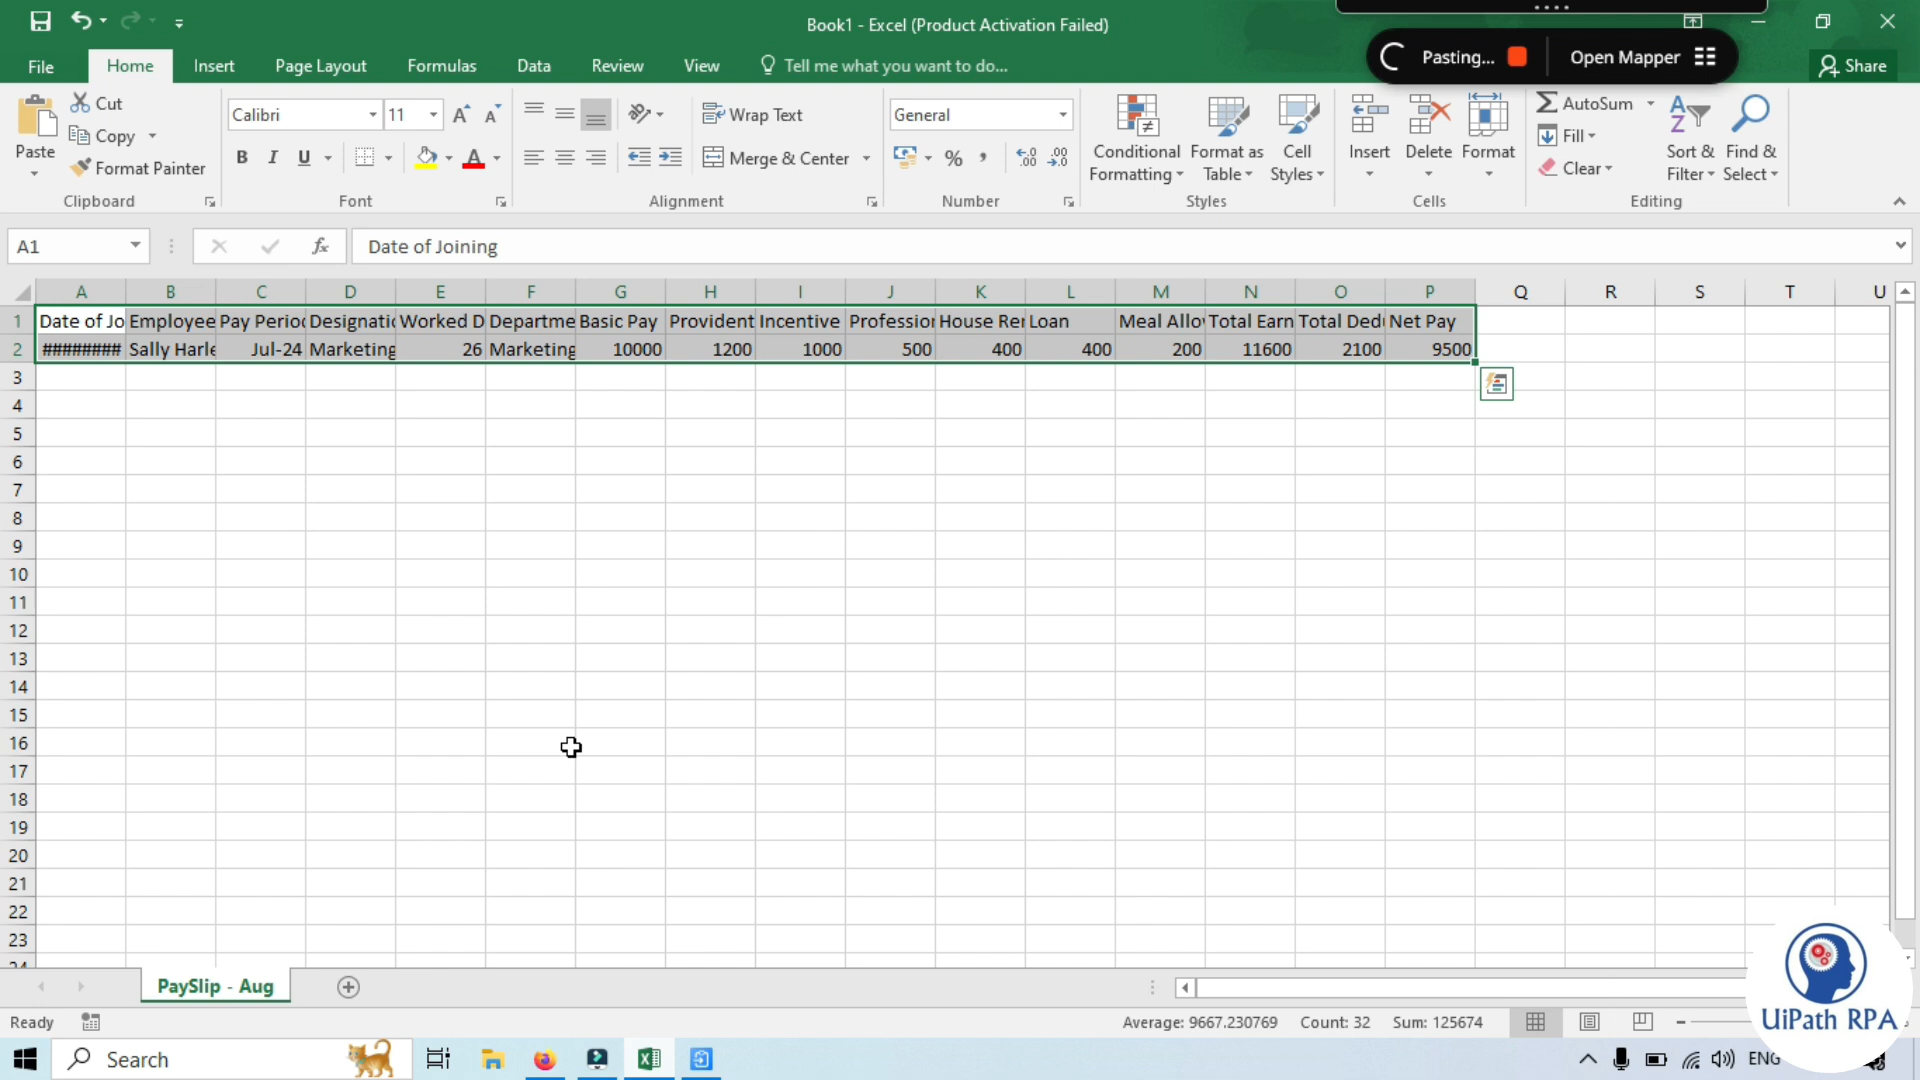 Book1 - Excel (Product Activation Failed)
Pasting...
Open Mapper
File
Home
Insert
Page Layout
Formulas
Data
Review
View
Tell me what you want to do...
Share
Paste
Cut
Copy
Format Painter
Clipboard
Calibri
11
B I U
Font
Wrap Text
Merge & Center
Alignment
General
Number
Conditional Formatting
Format as Table
Cell Styles
Styles
Insert
Delete
Format
Cells
AutoSum
Fill
Clear
Sort & Filter
Find & Select
Editing
A1
fx
Date of Joining
A B C D E F G H I J K L M N O P Q R S T U
1 Date of Jo Employee Pay Perio Designati Worked D Departme Basic Pay Provident Incentive Profession House Ren Loan Meal Allo Total Earn Total Dedu Net Pay
2 ######## Sally Harle Jul-24 Marketing 26 Marketing 10000 1200 1000 500 400 400 200 11600 2100 9500
3
4
5
6
7
8
9
10
11
12
13
14
15
16
17
18
19
20
21
22
23
24
PaySlip - Aug
Ready
Average: 9667.230769
Count: 32
Sum: 125674
UiPath RPA
Search
ENG